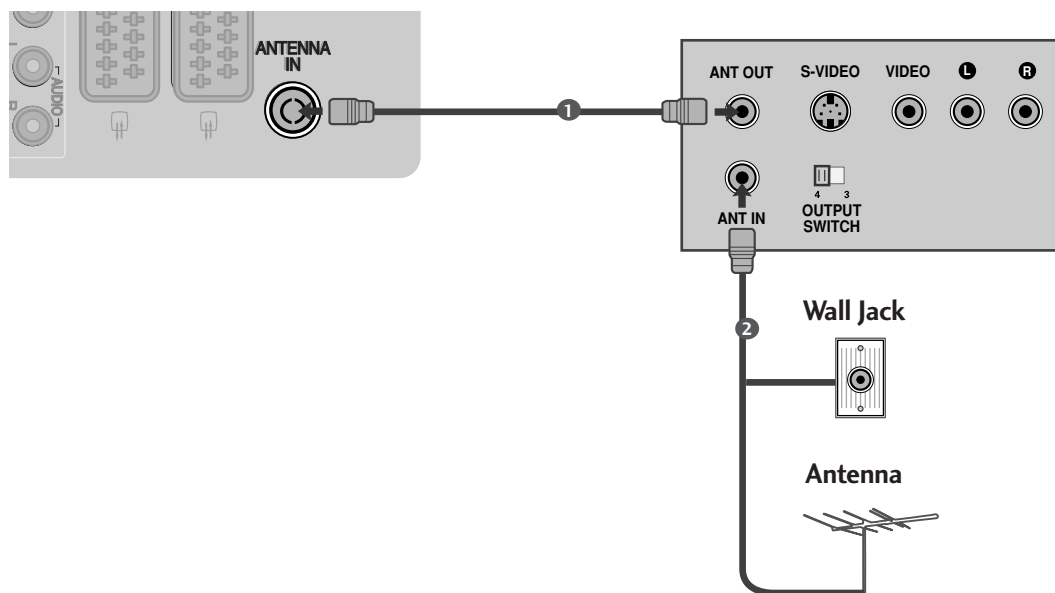 ANTENNA
IN
AUDIO
R
1
ANT OUT
S-VIDEO
VIDEO
L
R
ANT IN
4 3
OUTPUT
SWITCH
2
Wall Jack
Antenna